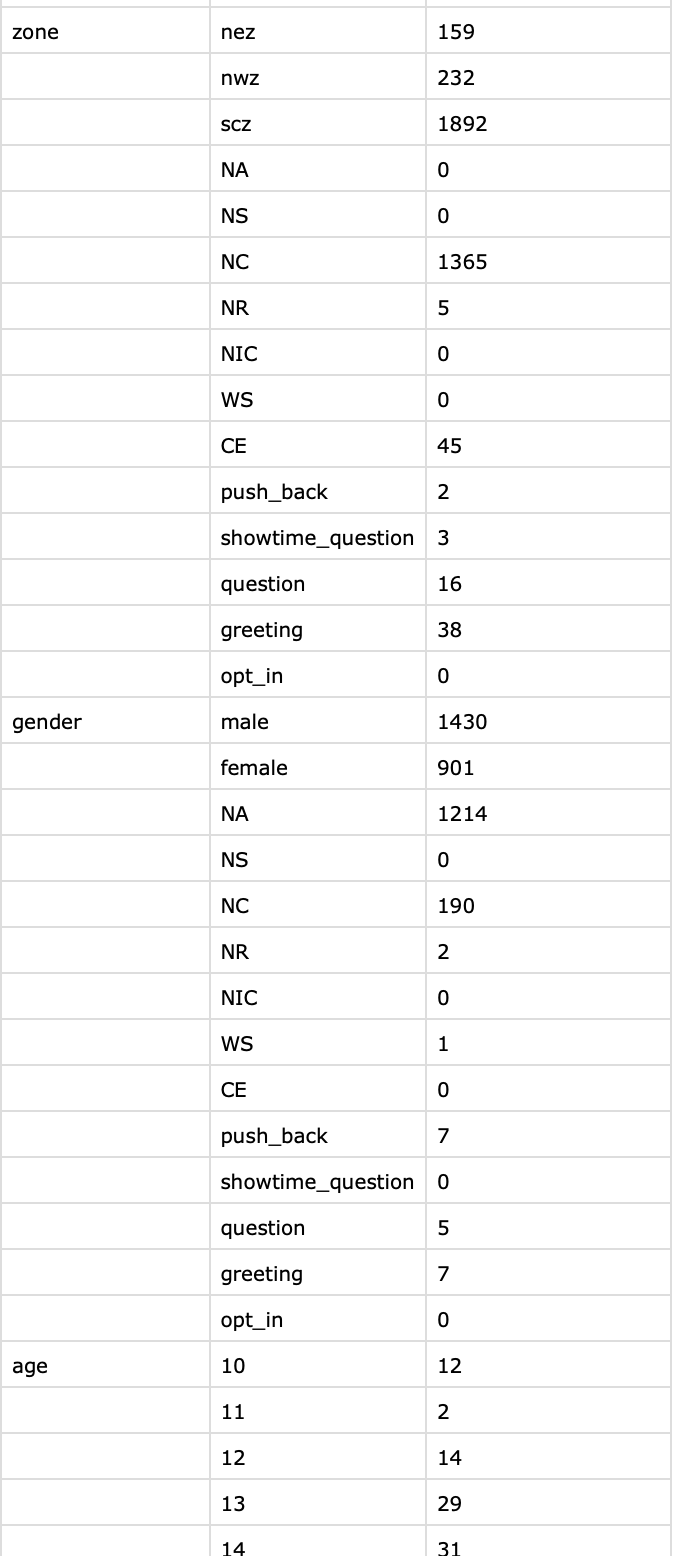 zone nez 159
nwz 232
scz 1892
NA 0
NS 0
NC 1365
NR 5
NIC 0
WS 0
CE 45
push_back 2
showtime_question 3
question 16
greeting 38
opt_in 0
gender male 1430
female 901
NA 1214
NS 0
NC 190
NR 2
NIC 0
WS 1
CE 0
push_back 7
showtime_question 0
question 5
greeting 7
opt_in 0
age 10 12
11 2
12 14
13 29
14 31